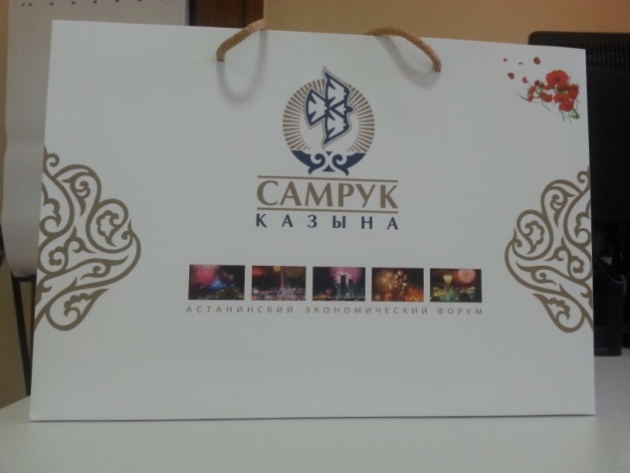 САМРУК
КАЗЫНА
АСТАНИНСКИЙ ЭКОНОМИЧЕСКИЙ ФОРУМ